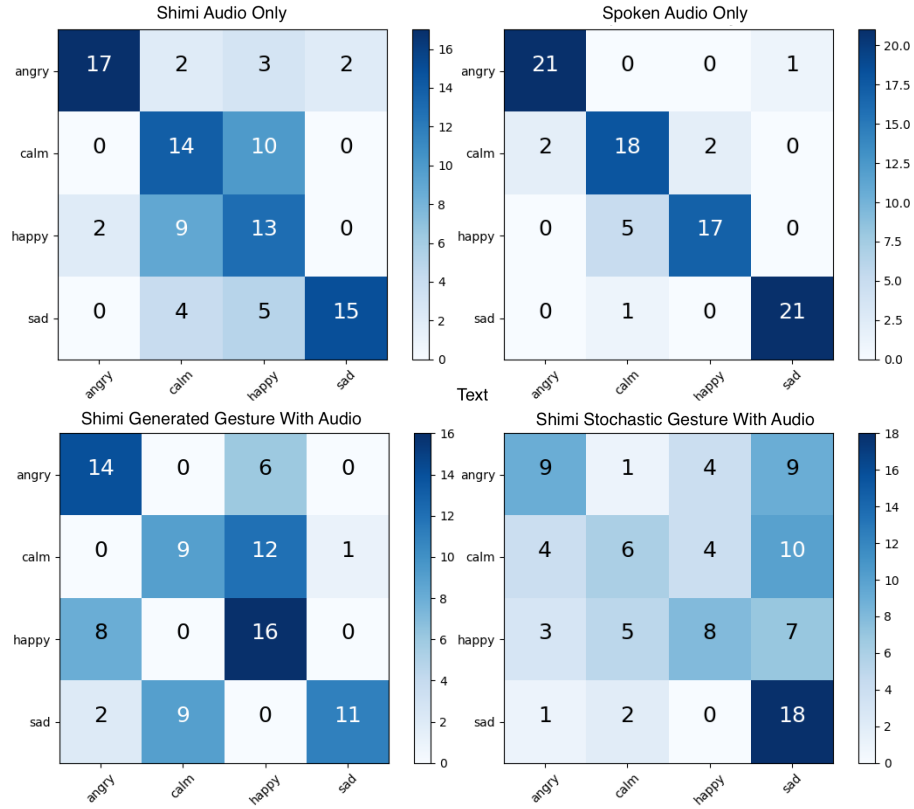 Shimi Audio Only
angry 17 2 3 2
calm 0 14 10 0
happy 2 9 13 0
sad 0 4 5 15
angry calm happy sad
16
14
12
10
8
6
4
2
0
Spoken Audio Only
angry 21 0 0 1
calm 2 18 2 0
happy 0 5 17 0
sad 0 1 0 21
angry calm happy sad
20.0
17.5
15.0
12.5
10.0
7.5
5.0
2.5
0.0
Text
Shimi Generated Gesture With Audio
angry 14 0 6 0
calm 0 9 12 1
happy 8 0 16 0
sad 2 9 0 11
angry calm happy sad
16
14
12
10
8
6
4
2
0
Shimi Stochastic Gesture With Audio
angry 9 1 4 9
calm 4 6 4 10
happy 3 5 8 7
sad 1 2 0 18
angry calm happy sad
18
16
14
12
10
8
6
4
2
0